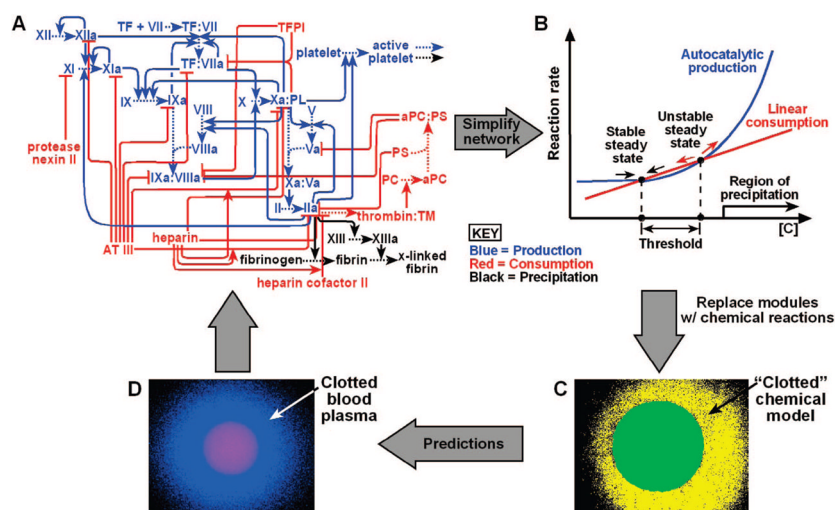 A
XII
XIIa
TF + VII
TF:VII
TFPI
platelet
active
platelet
XI
XIa
TF:VIIa
IX
IXa
X
Xa:PL
V
VIII
protease
nexin II
VIIIa
Va
aPC:PS
PS
PC
aPC
IXa:VIIIa
Xa:Va
II
IIa
thrombin:TM
AT III
heparin
XIII
XIIIa
fibrinogen
fibrin
x-linked
fibrin
heparin cofactor II
Simplify
network
B
Reaction rate
Autocatalytic
production
Unstable
steady
state
Linear
consumption
Stable
steady
state
Region of
precipitation
[C]
Threshold
KEY
Blue = Production
Red = Consumption
Black = Precipitation
Replace modules
w/ chemical reactions
D
Clotted
blood
plasma
Predictions
C
"Clotted"
chemical
model